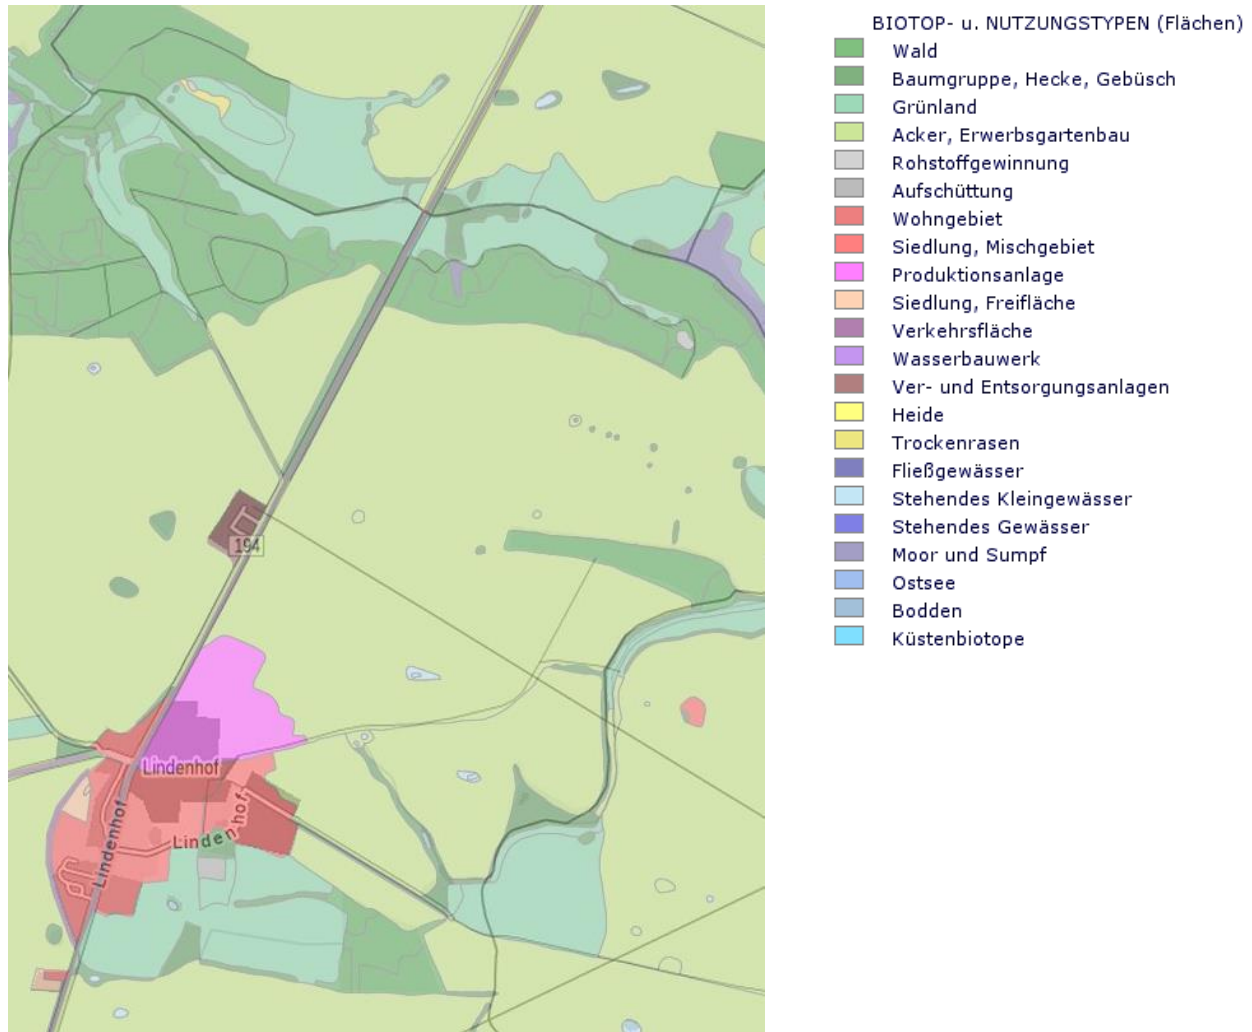 BIOTOP- u. NUTZUNGSTYPEN (Flächen)
Wald
Baumgruppe, Hecke, Gebüsch
Grünland
Acker, Erwerbsgartenbau
Rohstoffgewinnung
Aufschüttung
Wohngebiet
Siedlung, Mischgebiet
Produktionsanlage
Siedlung, Freifläche
Verkehrsfläche
Wasserbauwerk
Ver- und Entsorgungsanlagen
Heide
Trockenrasen
Fließgewässer
Stehendes Kleingewässer
Stehendes Gewässer
Moor und Sumpf
Ostsee
Bodden
Küstenbiotope
194
Lindenhof
Lindenhof
Lindenhof